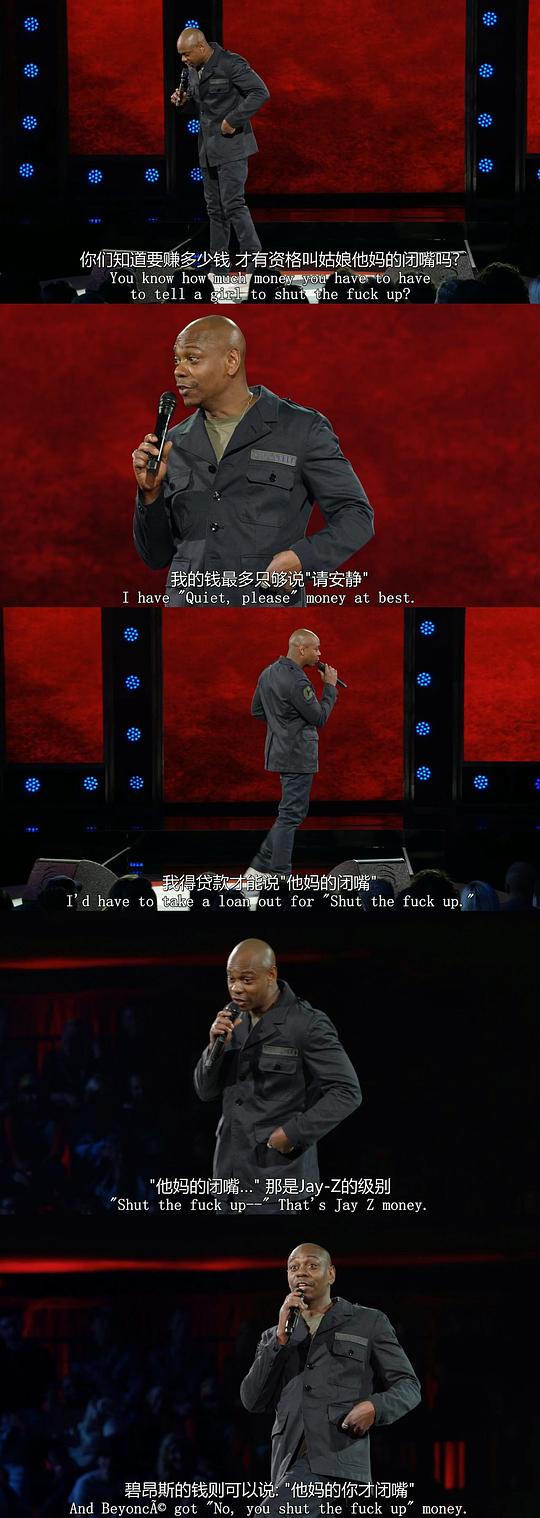 你们知道要赚多少钱 才有资格叫姑娘他妈的闭嘴吗?
You know how much money you have to have
to tell a girl to shut the fuck up?
我的钱最多只够说"请安静"
I have "Quiet, please" money at best.
我得贷款才能说"他妈的闭嘴"
I'd have to take a loan out for "Shut the fuck up."
"他妈的闭嘴..." 那是Jay-Z的级别
"Shut the fuck up--" That's Jay Z money.
碧昂斯的钱则可以说: "他妈的你才闭嘴"
And BeyoncÃ© got "No, you shut the fuck up" money.